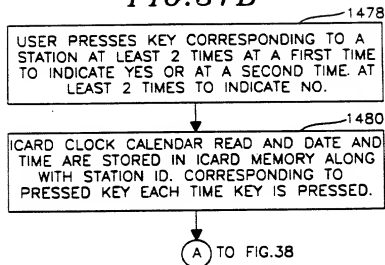 FIG.37B
1478
USER PRESSES KEY CORRESPONDING TO A
STATION AT LEAST 2 TIMES AT A FIRST TIME
TO INDICATE YES OR AT A SECOND TIME. AT
LEAST 2 TIMES TO INDICATE NO.
1480
ICARD CLOCK CALENDAR READ AND DATE AND
TIME ARE STORED IN ICARD MEMORY ALONG
WITH STATION ID. CORRESPONDING TO
PRESSED KEY EACH TIME KEY IS PRESSED.
A TO FIG.38